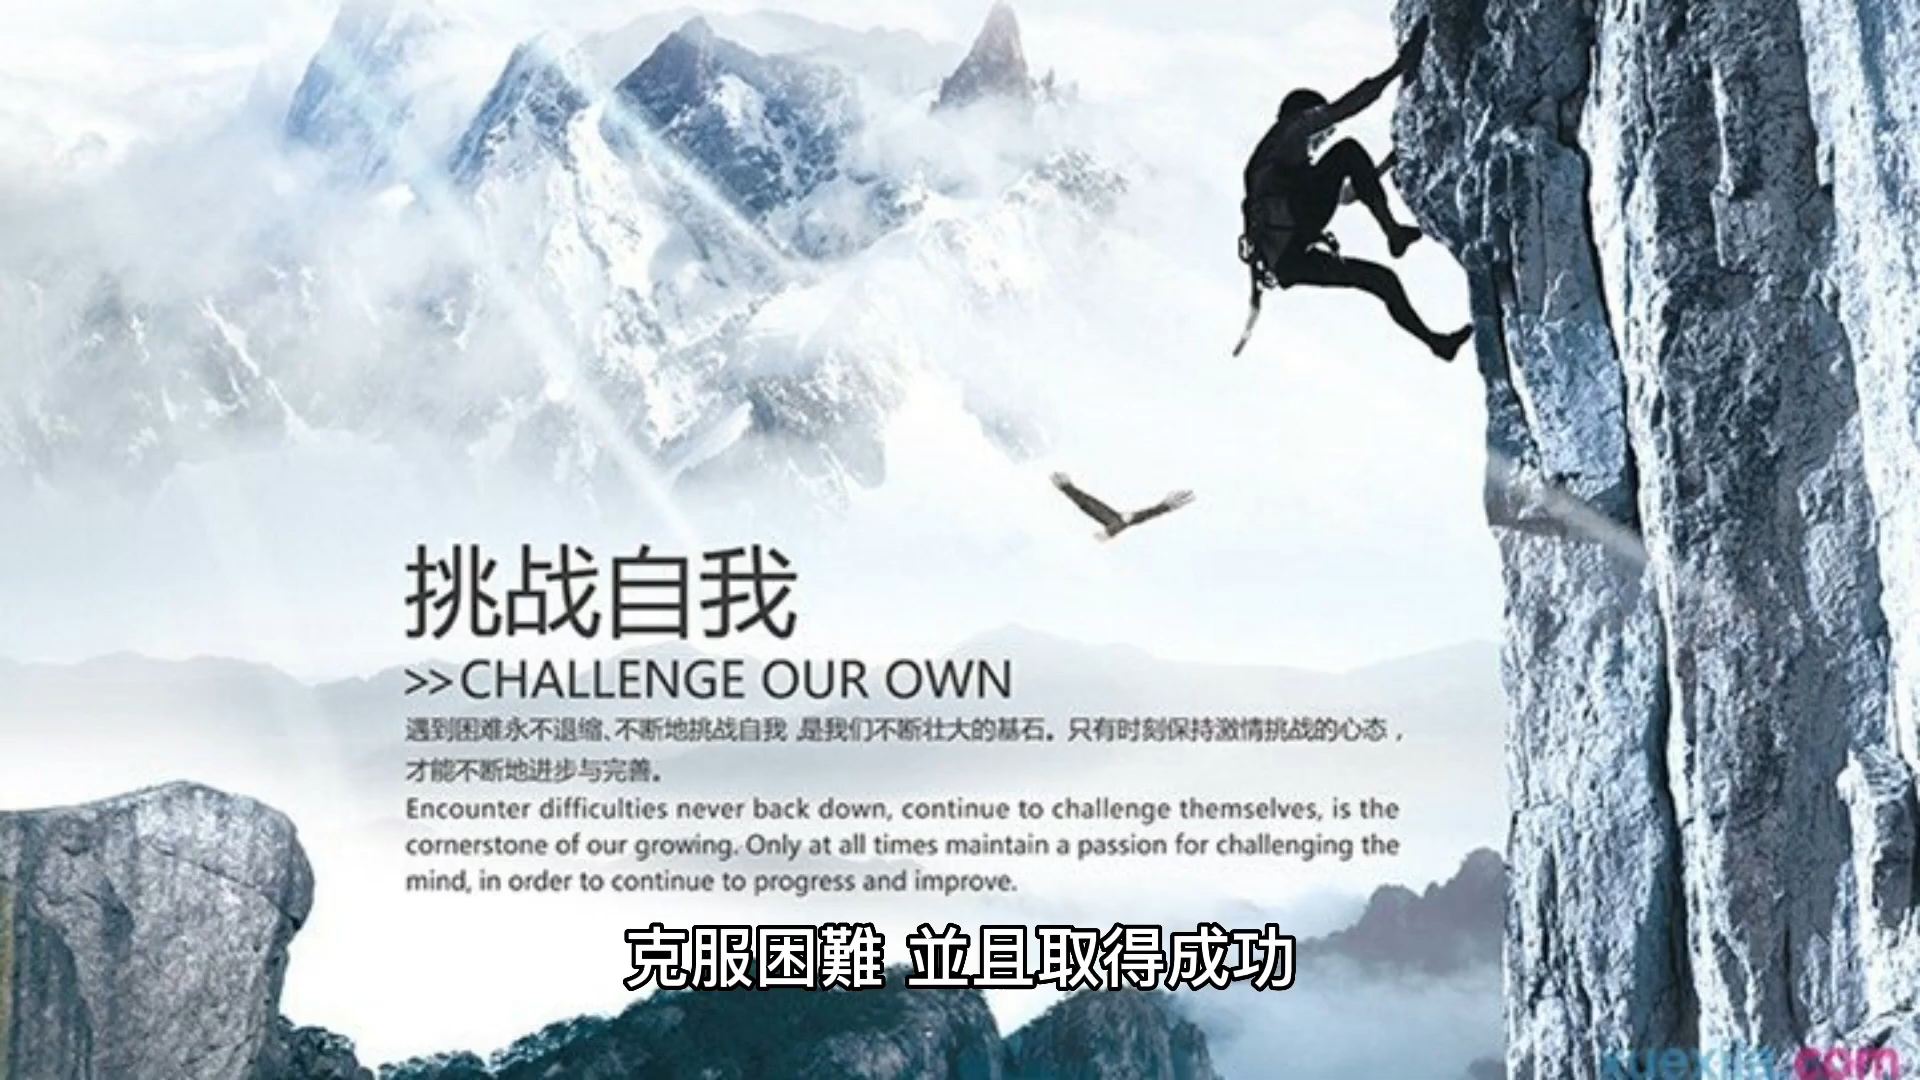 挑战自我
>>CHALLENGE OUR OWN
遇到困难永不退缩、不断地挑战自我,是我们不断壮大的基石。只有时刻保持激情挑战的心态，
才能不断地进步与完善。
Encounter difficulties never back down, continue to challenge themselves, is the
cornerstone of our growing. Only at all times maintain a passion for challenging the
mind, in order to continue to progress and improve.
克服困難 並且取得成功